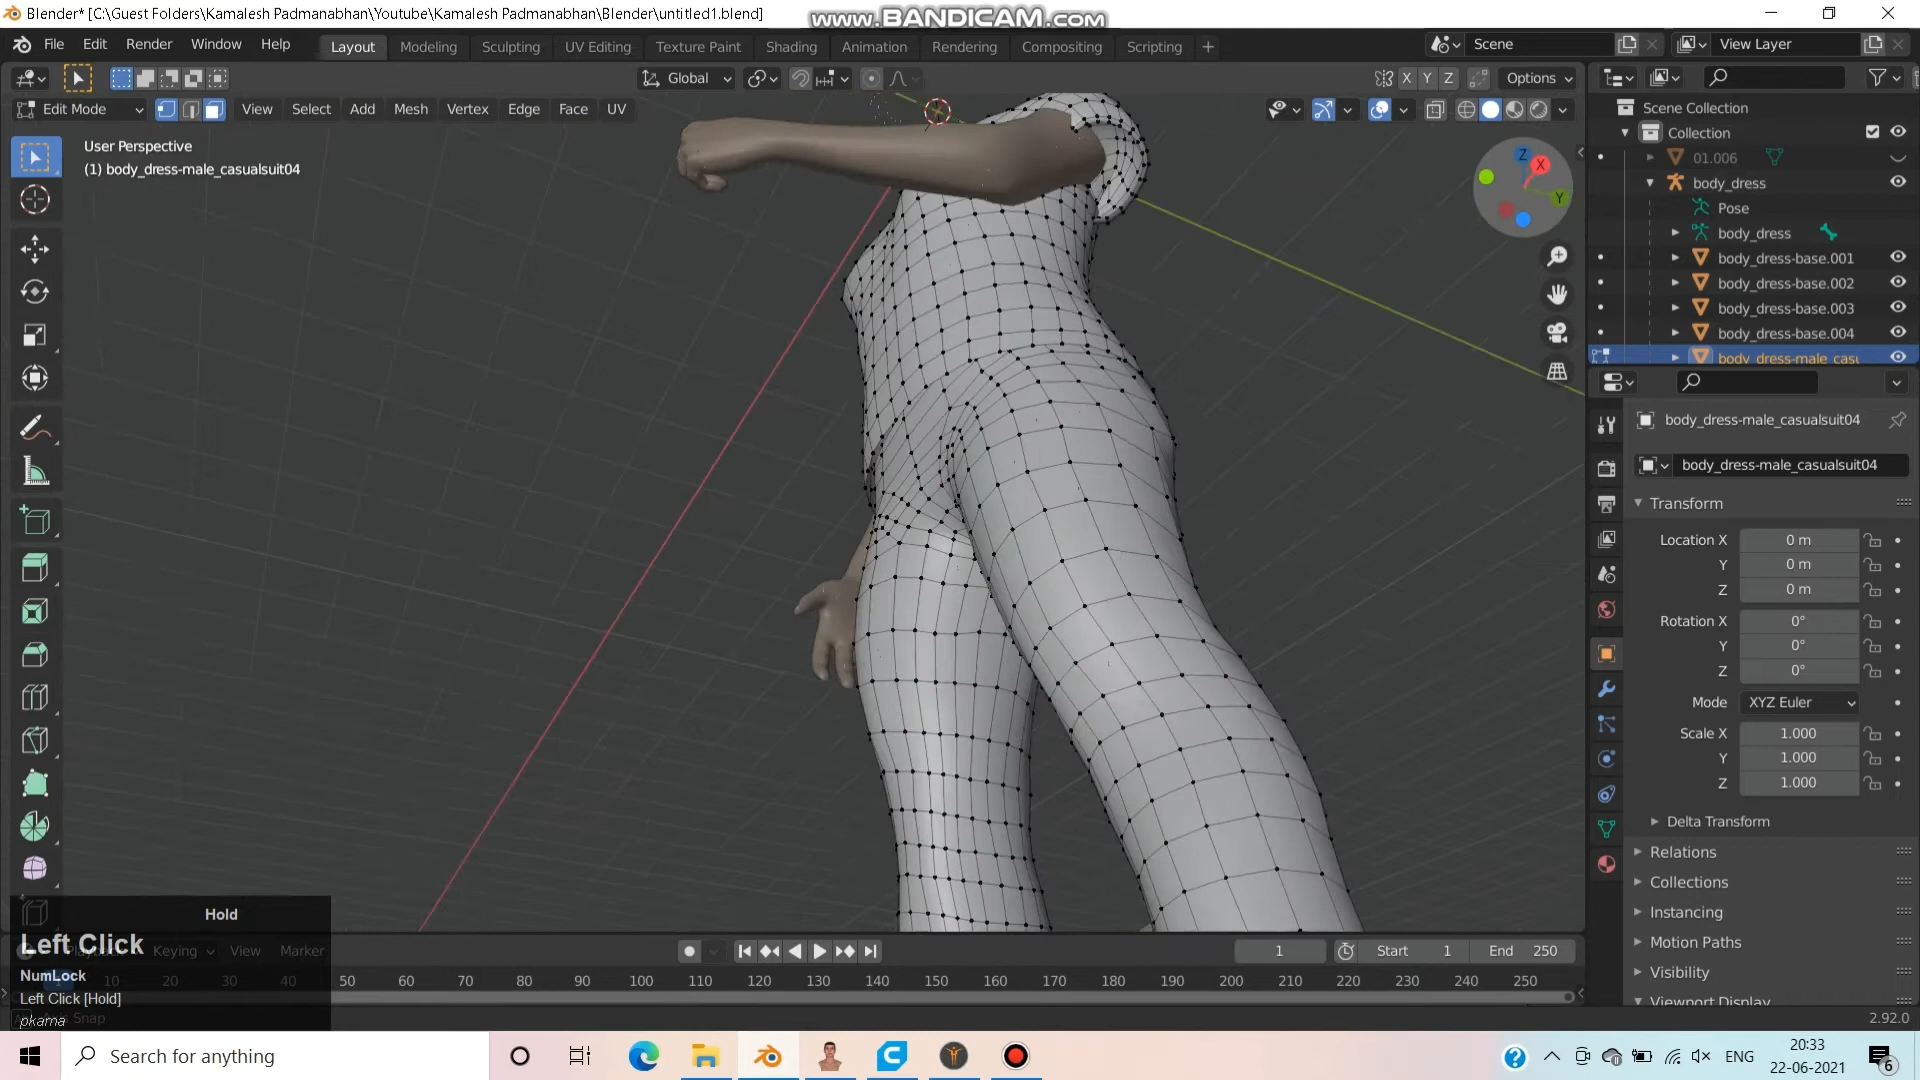 Blender* [C:\Guest Folders\Kamalesh Padmanabhan\Youtube\Kamalesh Padmanabhan\Blender\untitled1.blend]
www.BANDICAM.com
File Edit Render Window Help
Layout Modeling Sculpting UV Editing Texture Paint Shading Animation Rendering Compositing Scripting +
Scene
View Layer
Global
X Y Z
Options
Edit Mode
View Select Add Mesh Vertex Edge Face UV
User Perspective
(1) body_dress-male_casualsuit04
Z
X
Y
Scene Collection
Collection
01.006
body_dress
Pose
body_dress
body_dress-base.001
body_dress-base.002
body_dress-base.003
body_dress-base.004
body_dress-male_casu
body_dress-male_casualsuit04
body_dress-male_casualsuit04
Transform
Location X 0 m
Y 0 m
Z 0 m
Rotation X 0°
Y 0°
Z 0°
Mode XYZ Euler
Scale X 1.000
Y 1.000
Z 1.000
Delta Transform
Relations
Collections
Instancing
Motion Paths
Visibility
Viewport Display
Hold
Left Click
NumLock
Left Click [Hold]
pkarna
Playback Keying View Marker
1
Start 1
End 250
1 10 20 30 40 50 60 70 80 90 100 110 120 130 140 150 160 170 180 190 200 210 220 230 240 250
Snap
2.92.0
Search for anything
ENG
20:33
22-06-2021
6